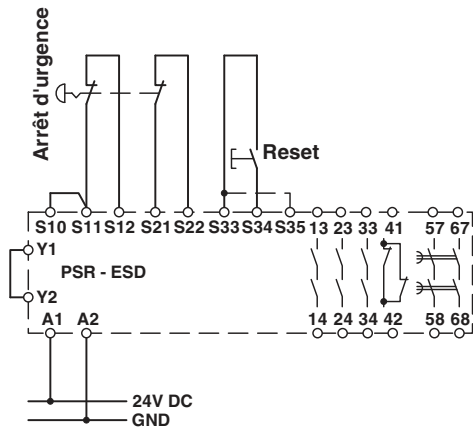 Arrêt d'urgence
Reset
S10 S11 S12 S21 S22 S33 S34 S35 13 23 33 41 57 67
Y1
PSR - ESD
Y2
A1 A2 14 24 34 42 58 68
24V DC
GND